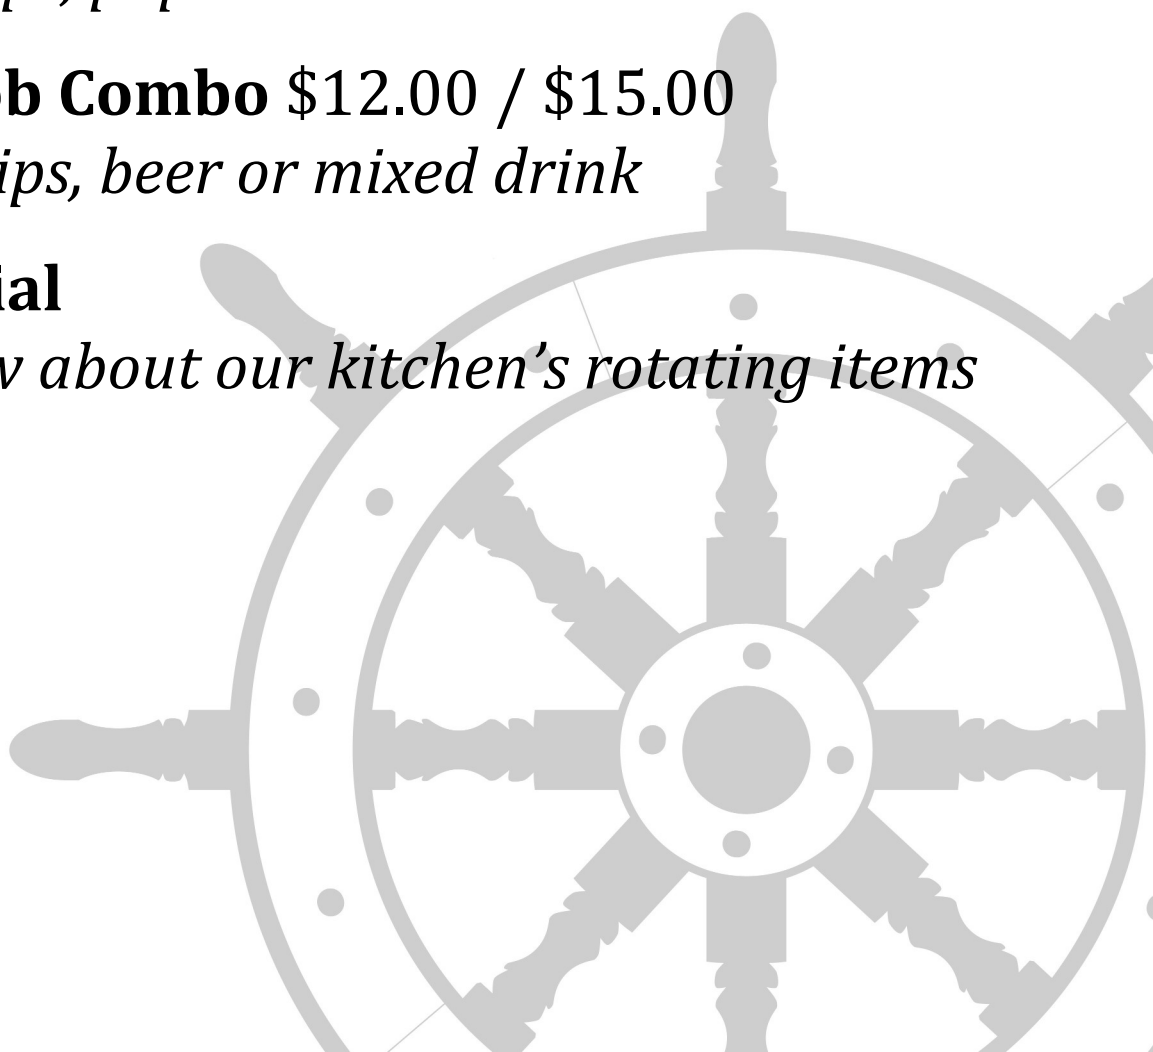 b Combo $12.00 / $15.00
ips, beer or mixed drink
ial
about our kitchen’s rotating items